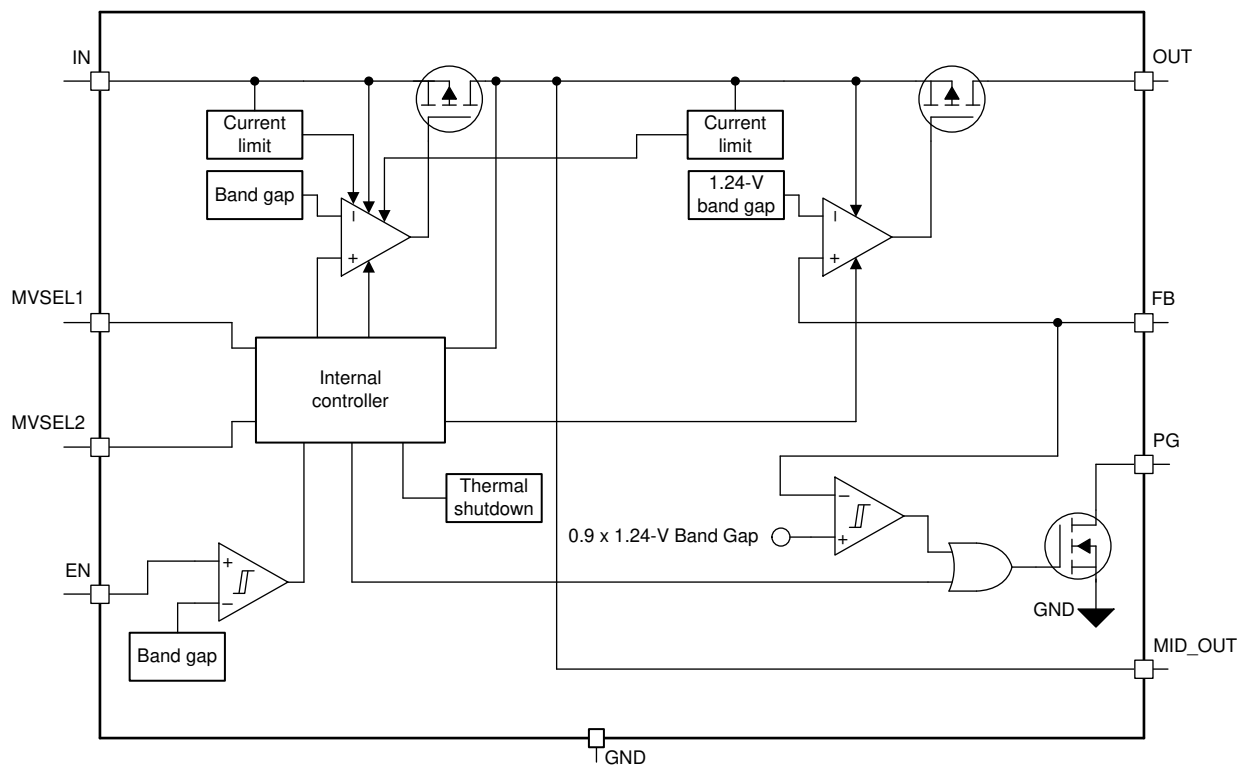 IN
OUT
Current
limit
Current
limit
Band gap
1.24-V
band gap
–
+
–
+
MVSEL1
FB
Internal
controller
MVSEL2
PG
Thermal
shutdown
–
+
0.9 x 1.24-V Band Gap
EN
+
–
GND
Band gap
MID_OUT
GND